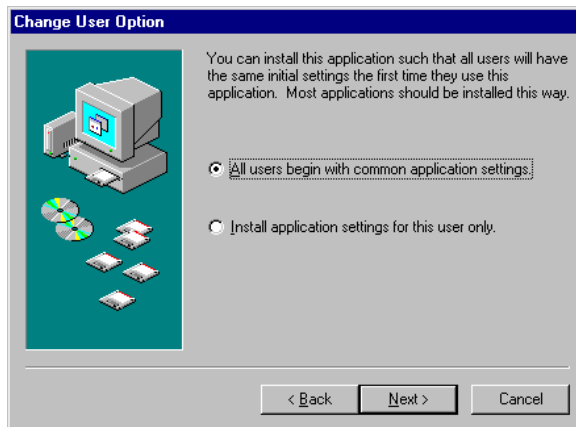 Change User Option
You can install this application such that all users will have
the same initial settings the first time they use this
application.  Most applications should be installed this way.
All users begin with common application settings.
Install application settings for this user only.
< Back
Next >
Cancel